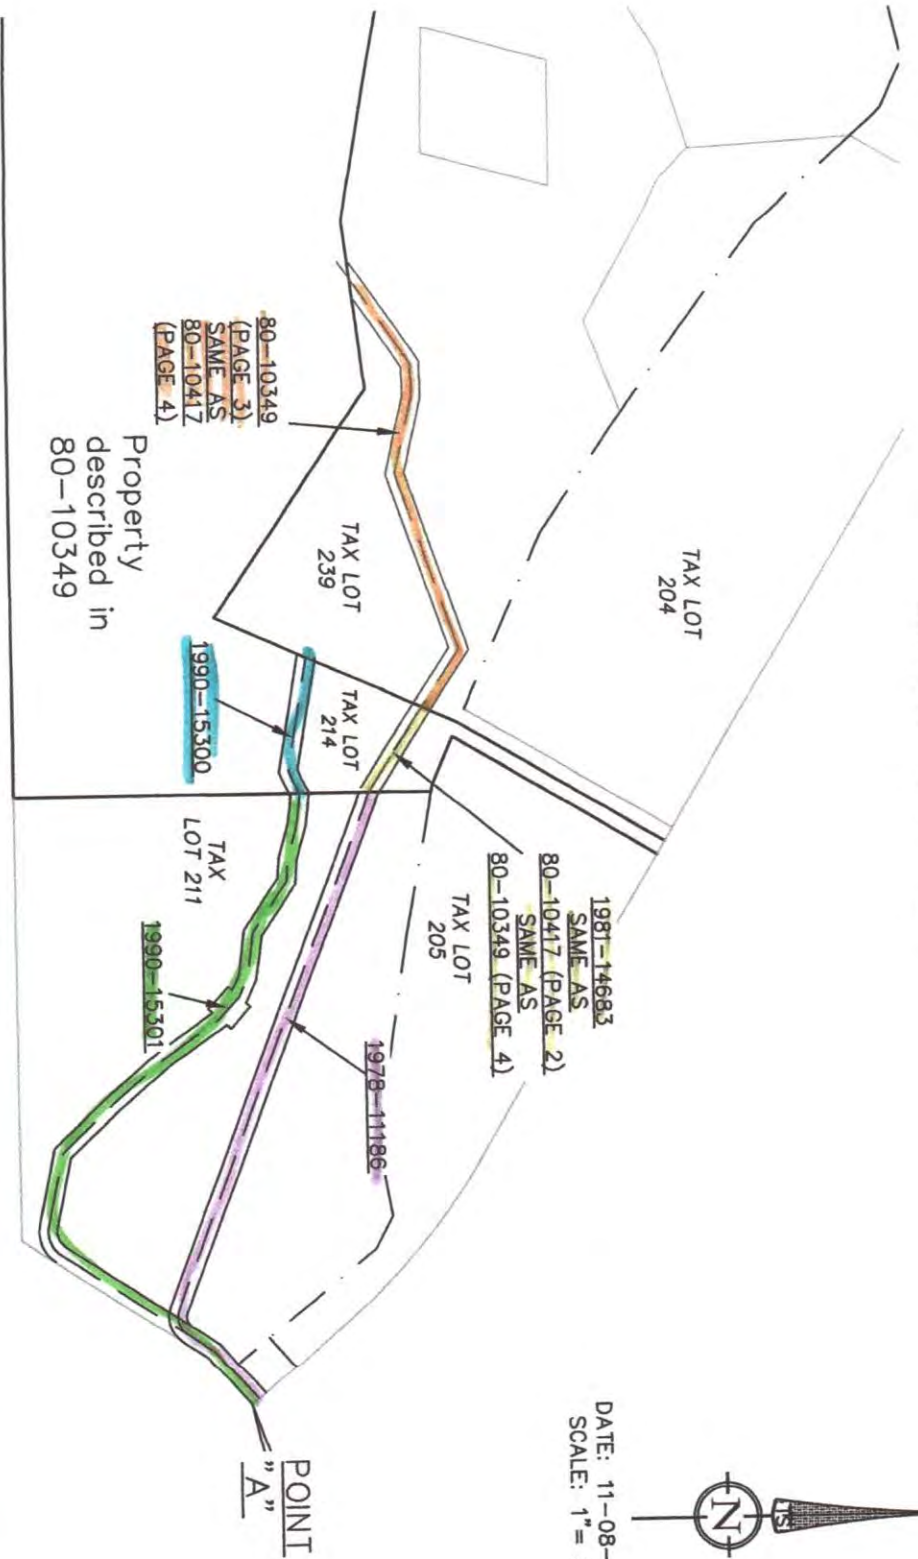 TAX LOT
204
80-10349
(PAGE 3)
SAME AS
80-10417
(PAGE 4)
Property
described in
80-10349
TAX LOT
239
1990-15300
TAX LOT
214
1981-14683
SAME AS
80-10417 (PAGE 2)
SAME AS
80-10349 (PAGE 4)
TAX LOT
205
TAX
LOT 211
1990-15301
1978-11186
POINT
"A"
DATE: 11-08-
SCALE: 1"=
N